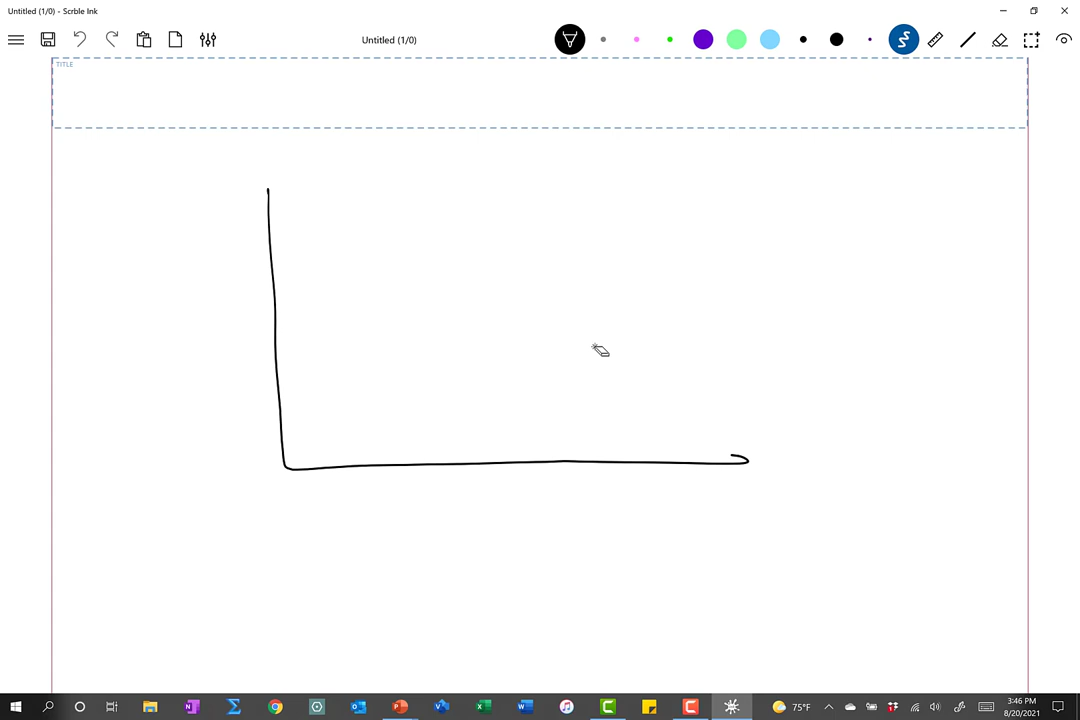 Untitled (1/0) - Scrble Ink
Untitled (1/0)
TITLE
75°F
3:46 PM
8/20/2021